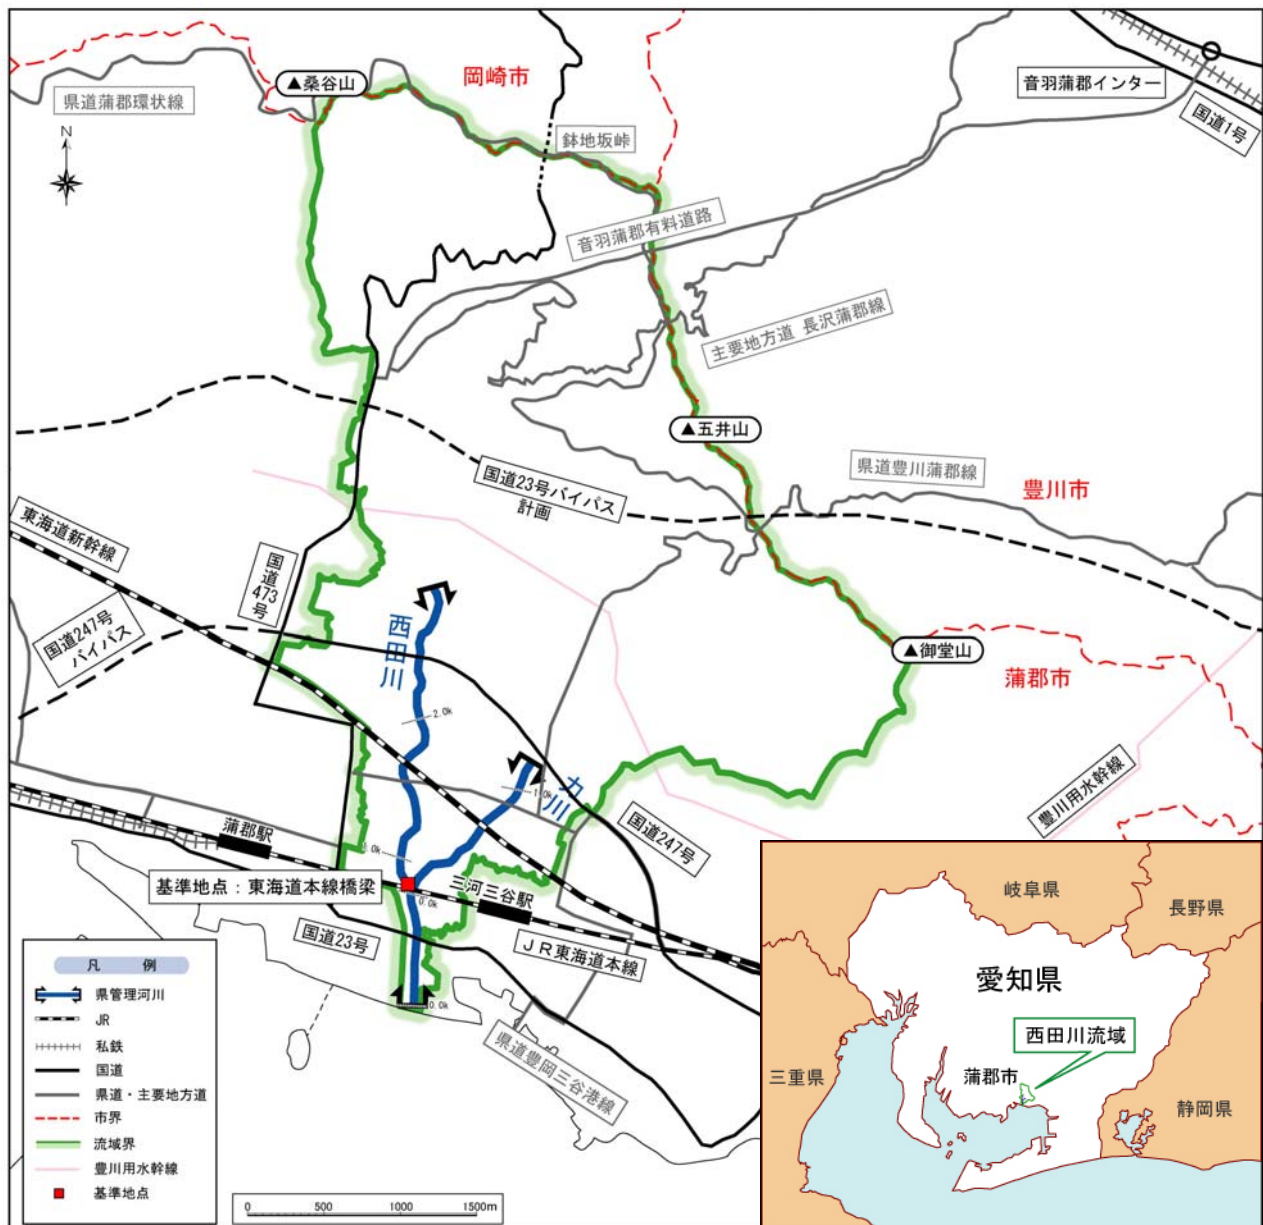 岡崎市
▲桑谷山
音羽蒲郡インター
県道蒲郡環状線
国道1号
鉢地坂峠
N
音羽蒲郡有料道路
主要地方道 長沢蒲郡線
▲五井山
県道豊川蒲郡線
国道23号バイパス
計画
豊川市
東海道新幹線
国道473号
国道247号
バイパス
西田川
▲御堂山
蒲郡市
2.0k
力川
1.0k
豊川用水幹線
国道247号
蒲郡駅
1.0k
基準地点：東海道本線橋梁
三河三谷駅
0.0k
国道23号
JR東海道本線
0.0k
県道豊岡三谷港線
凡 例
県管理河川
JR
私鉄
国道
県道・主要地方道
市界
流域界
豊川用水幹線
基準地点
0 500 1000 1500m
岐阜県
長野県
愛知県
西田川流域
蒲郡市
三重県
静岡県